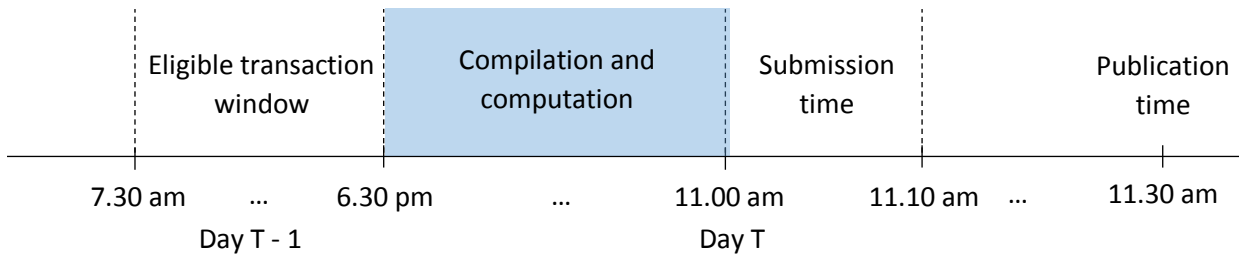 Eligible transaction
window
Compilation and
computation
Submission
time
Publication
time
7.30 am
...
6.30 pm
...
11.00 am
11.10 am
...
11.30 am
Day T - 1
Day T